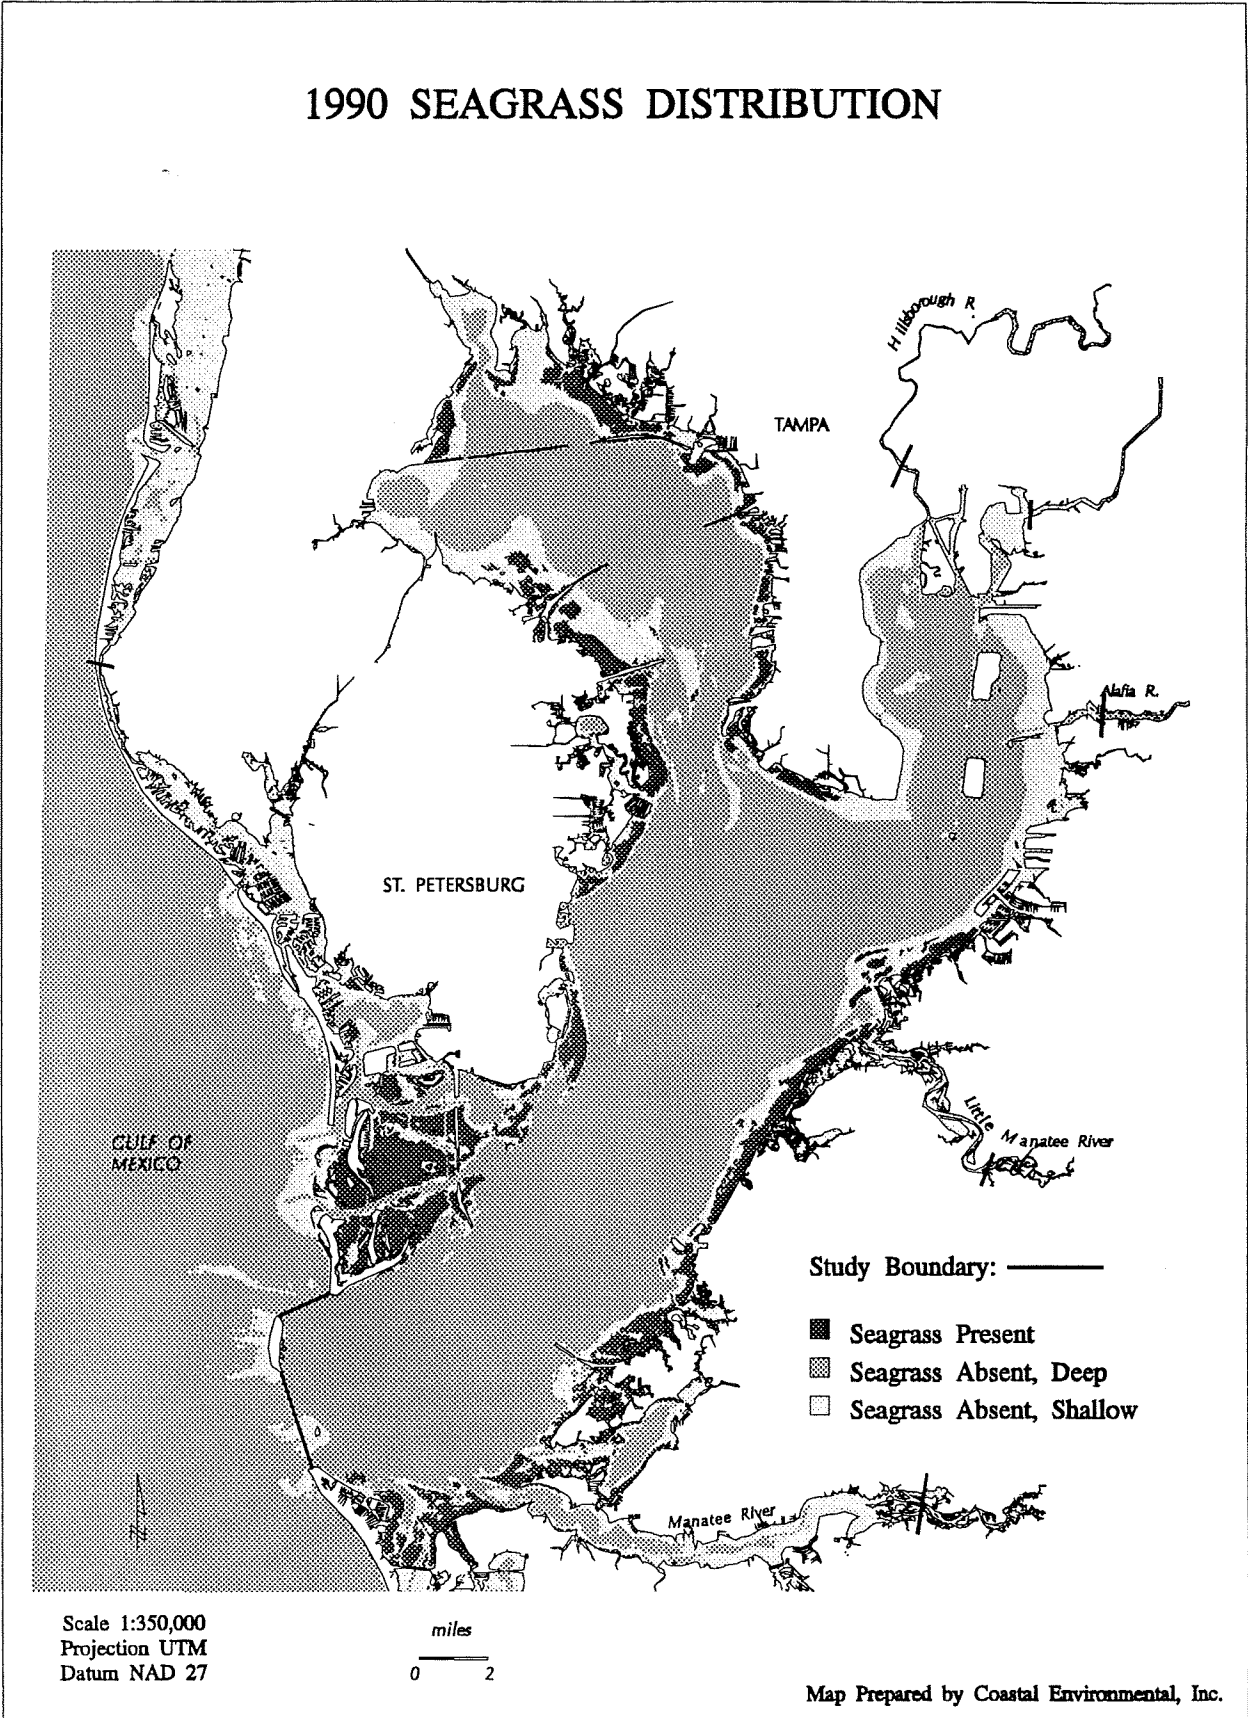 1990 SEAGRASS DISTRIBUTION
Hillsborough R.
TAMPA
Alafia R.
ST. PETERSBURG
Little Manatee River
GULF OF
MEXICO
Study Boundary:
Seagrass Present
Seagrass Absent, Deep
Seagrass Absent, Shallow
Manatee River
N
Scale 1:350,000
Projection UTM
Datum NAD 27
miles
0 2
Map Prepared by Coastal Environmental, Inc.